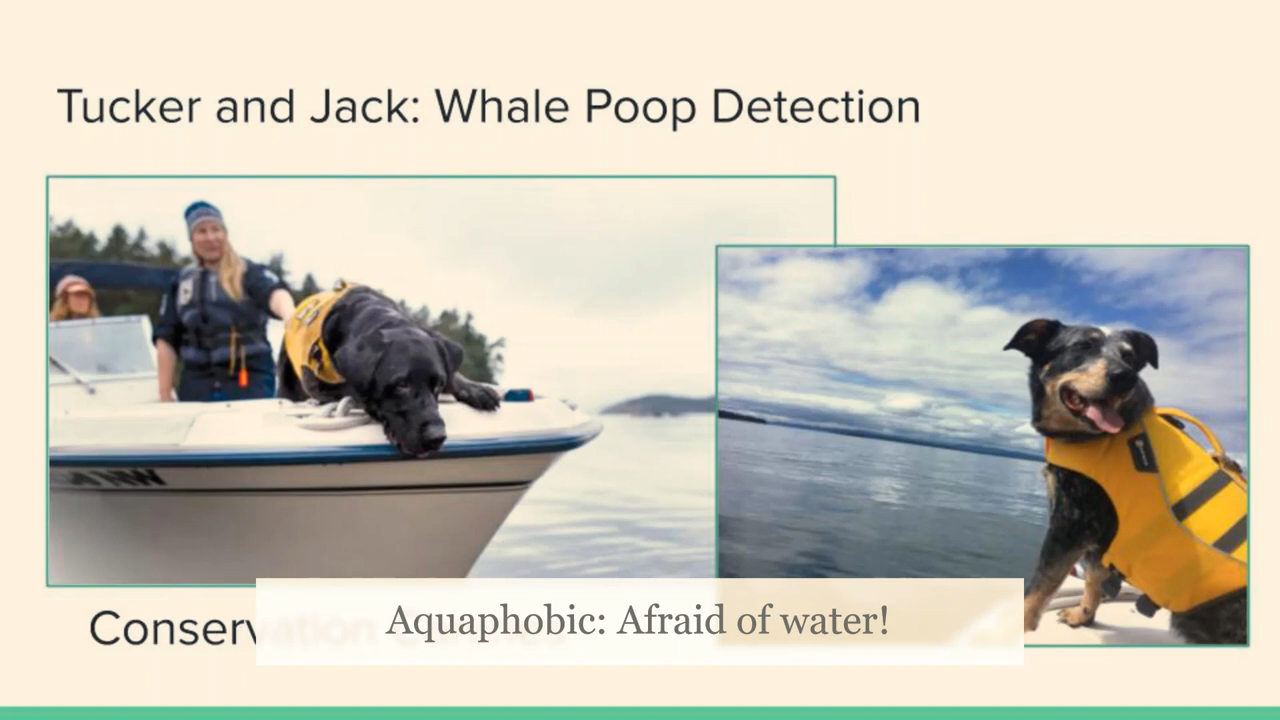 Tucker and Jack: Whale Poop Detection
Aquaphobic: Afraid of water!